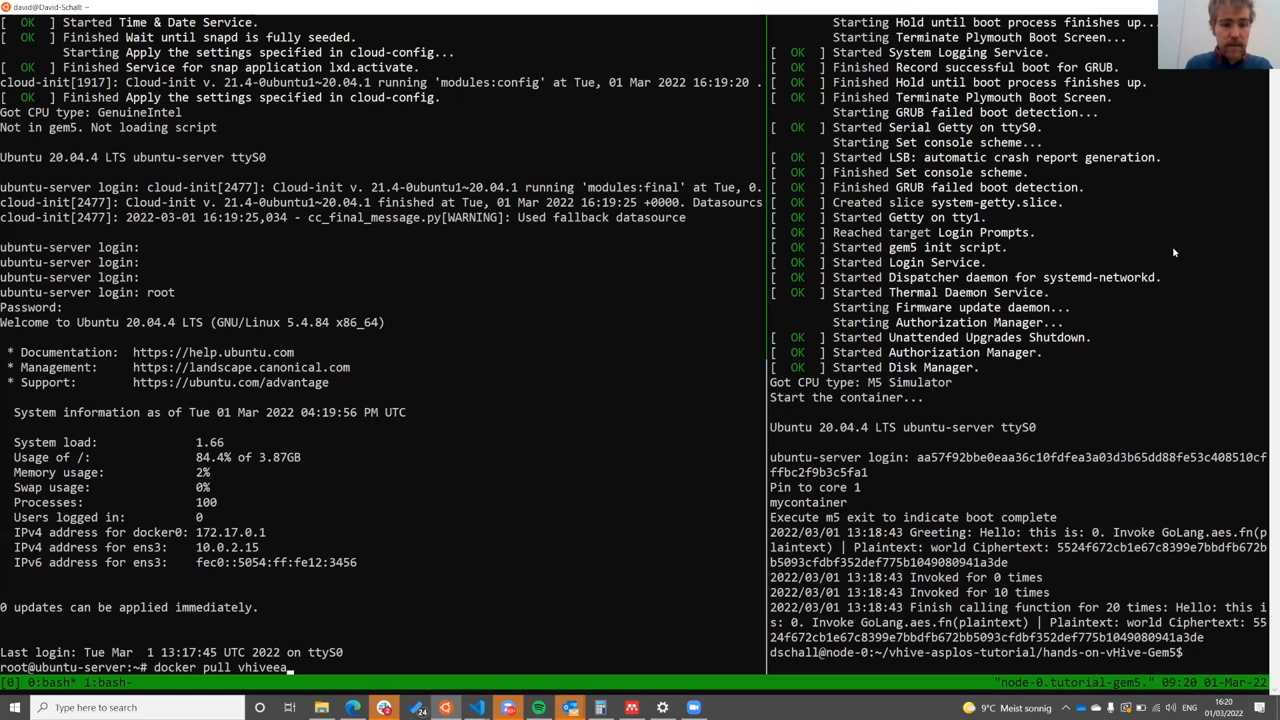 david@David-Schall: ~
[  OK  ] Started Time & Date Service.
[  OK  ] Finished Wait until snapd is fully seeded.
Starting Apply the settings specified in cloud-config...
[  OK  ] Finished Service for snap application lxd.activate.
cloud-init[1917]: Cloud-init v. 21.4-0ubuntu1~20.04.1 running 'modules:config' at Tue, 01 Mar 2022 16:19:20 .
[  OK  ] Finished Apply the settings specified in cloud-config.
Got CPU type: GenuineIntel
Not in gem5. Not loading script
Ubuntu 20.04.4 LTS ubuntu-server ttyS0
ubuntu-server login: cloud-init[2477]: Cloud-init v. 21.4-0ubuntu1~20.04.1 running 'modules:final' at Tue, 0.
cloud-init[2477]: Cloud-init v. 21.4-0ubuntu1~20.04.1 finished at Tue, 01 Mar 2022 16:19:25 +0000. Datasourcs
cloud-init[2477]: 2022-03-01 16:19:25,034 - cc_final_message.py[WARNING]: Used fallback datasource
ubuntu-server login:
ubuntu-server login:
ubuntu-server login:
ubuntu-server login: root
Password:
Welcome to Ubuntu 20.04.4 LTS (GNU/Linux 5.4.84 x86_64)
* Documentation:  https://help.ubuntu.com
* Management:     https://landscape.canonical.com
* Support:        https://ubuntu.com/advantage
System information as of Tue 01 Mar 2022 04:19:56 PM UTC
System load:             1.66
Usage of /:              84.4% of 3.87GB
Memory usage:            2%
Swap usage:              0%
Processes:               100
Users logged in:         0
IPv4 address for docker0: 172.17.0.1
IPv4 address for ens3:   10.0.2.15
IPv6 address for ens3:   fec0::5054:ff:fe12:3456
0 updates can be applied immediately.
Last login: Tue Mar  1 13:17:45 UTC 2022 on ttyS0
root@ubuntu-server:~# docker pull vhiveea
Starting Hold until boot process finishes up...
Starting Terminate Plymouth Boot Screen...
[  OK  ] Started System Logging Service.
[  OK  ] Finished Record successful boot for GRUB.
[  OK  ] Finished Hold until boot process finishes up.
[  OK  ] Finished Terminate Plymouth Boot Screen.
Starting GRUB failed boot detection...
[  OK  ] Started Serial Getty on ttyS0.
Starting Set console scheme...
[  OK  ] Started LSB: automatic crash report generation.
[  OK  ] Finished Set console scheme.
[  OK  ] Finished GRUB failed boot detection.
[  OK  ] Created slice system-getty.slice.
[  OK  ] Started Getty on tty1.
[  OK  ] Reached target Login Prompts.
[  OK  ] Started gem5 init script.
[  OK  ] Started Login Service.
[  OK  ] Started Dispatcher daemon for systemd-networkd.
[  OK  ] Started Thermal Daemon Service.
Starting Firmware update daemon...
Starting Authorization Manager...
[  OK  ] Started Unattended Upgrades Shutdown.
[  OK  ] Started Authorization Manager.
[  OK  ] Started Disk Manager.
Got CPU type: M5 Simulator
Start the container...
Ubuntu 20.04.4 LTS ubuntu-server ttyS0
ubuntu-server login: aa57f92bbe0eaa36c10fdfea3a03d3b65dd88fe53c408510cf
ffbc2f9b3c5fa1
Pin to core 1
mycontainer
Execute m5 exit to indicate boot complete
2022/03/01 13:18:43 Greeting: Hello: this is: 0. Invoke GoLang.aes.fn(p
laintext) | Plaintext: world Ciphertext: 5524f672cb1e67c8399e7bbdfb672b
b5093cfdbf352def775b1049080941a3de
2022/03/01 13:18:43 Invoked for 0 times
2022/03/01 13:18:43 Invoked for 10 times
2022/03/01 13:18:43 Finish calling function for 20 times: Hello: this i
s: 0. Invoke GoLang.aes.fn(plaintext) | Plaintext: world Ciphertext: 55
24f672cb1e67c8399e7bbdfb672bb5093cfdbf352def775b1049080941a3de
dschall@node-0:~/vhive-asplos-tutorial/hands-on-vHive-Gem5$
[0] 0:bash* 1:bash-
"node-0.tutorial-gem5." 09:20 01-Mar-22
Type here to search
24
9°C Meist sonnig
16:20
01/03/2022